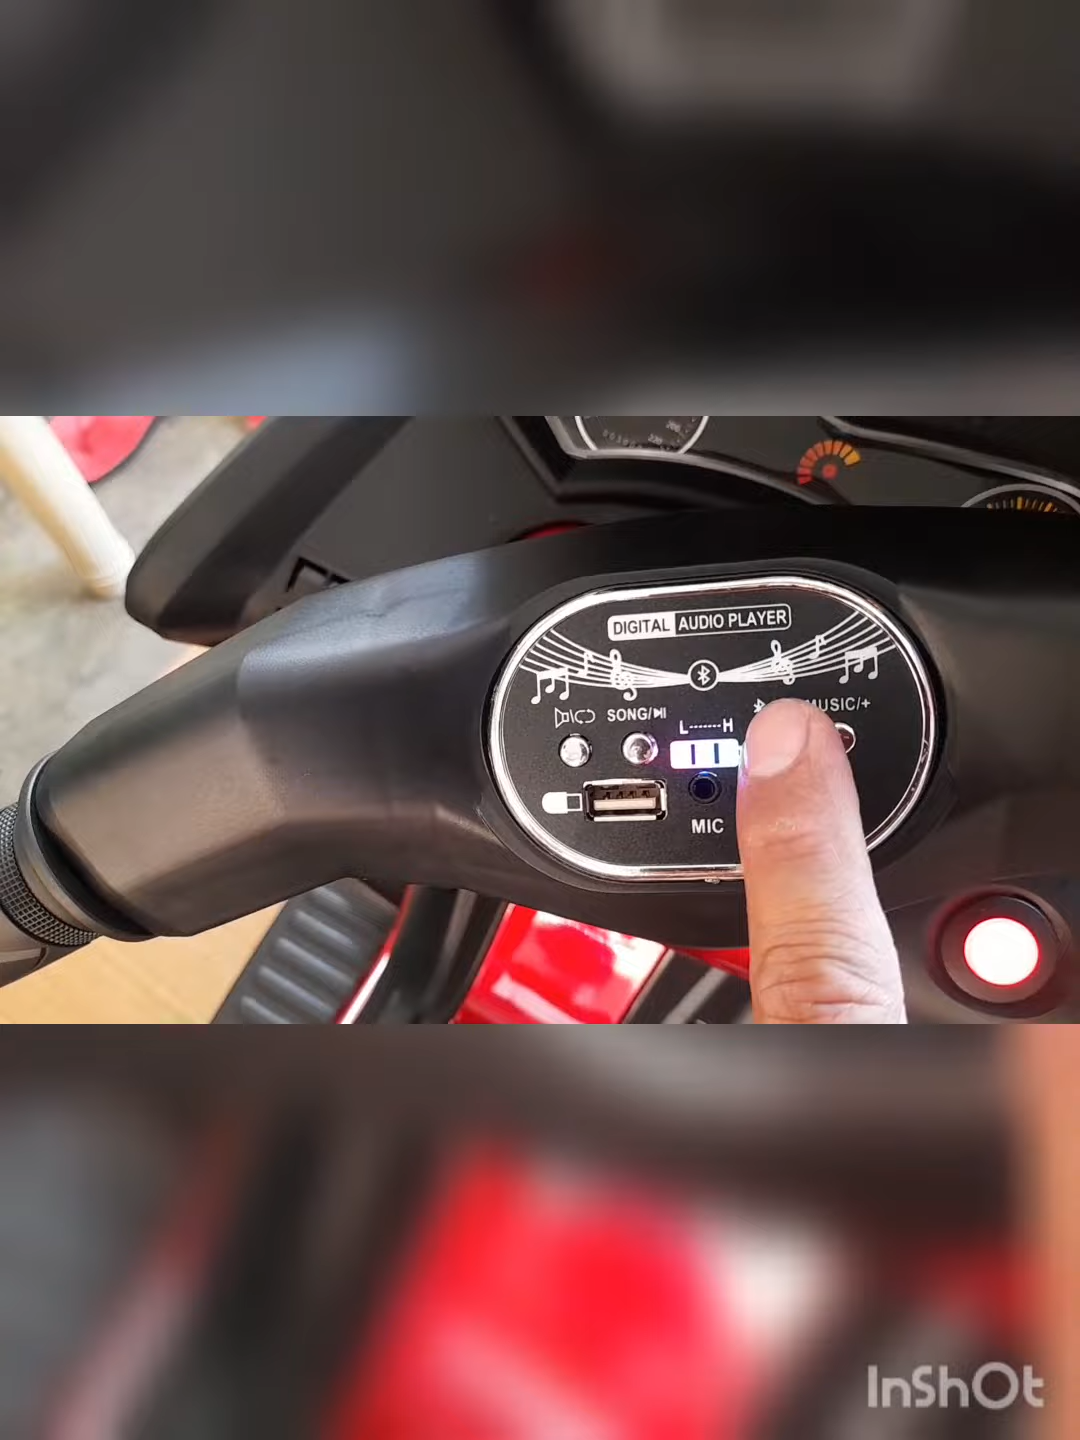 DIGITAL AUDIO PLAYER
SONG/⏯
MUSIC/+
L-------H
MIC
InShOt